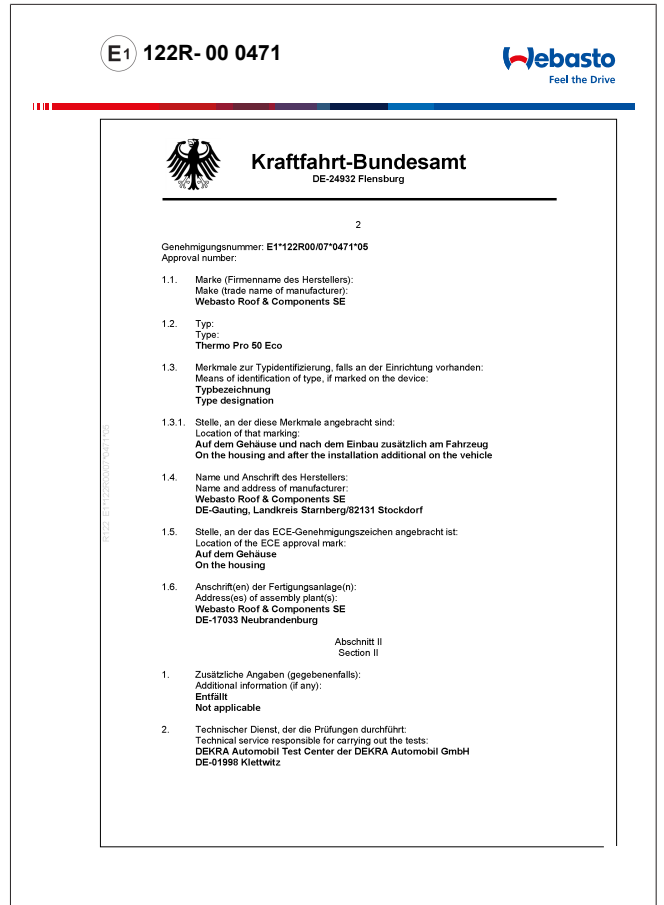 E1 122R- 00 0471
Webasto
Feel the Drive
Kraftfahrt-Bundesamt
DE-24932 Flensburg
2
Genehmigungsnummer: E1*122R00/07*0471*05
Approval number:
1.1. Marke (Firmenname des Herstellers):
Make (trade name of manufacturer):
Webasto Roof & Components SE
1.2. Typ:
Type:
Thermo Pro 50 Eco
1.3. Merkmale zur Typidentifizierung, falls an der Einrichtung vorhanden:
Means of identification of type, if marked on the device:
Typbezeichnung
Type designation
1.3.1. Stelle, an der diese Merkmale angebracht sind:
Location of that marking:
Auf dem Gehäuse und nach dem Einbau zusätzlich am Fahrzeug
On the housing and after the installation additional on the vehicle
1.4. Name und Anschrift des Herstellers:
Name and address of manufacturer:
Webasto Roof & Components SE
DE-Gauting, Landkreis Starnberg/82131 Stockdorf
1.5. Stelle, an der das ECE-Genehmigungszeichen angebracht ist:
Location of the ECE approval mark:
Auf dem Gehäuse
On the housing
1.6. Anschrift(en) der Fertigungsanlage(n):
Address(es) of assembly plant(s):
Webasto Roof & Components SE
DE-17033 Neubrandenburg
Abschnitt II
Section II
1. Zusätzliche Angaben (gegebenenfalls):
Additional information (if any):
Entfällt
Not applicable
2. Technischer Dienst, der die Prüfungen durchführt:
Technical service responsible for carrying out the tests:
DEKRA Automobil Test Center der DEKRA Automobil GmbH
DE-01998 Klettwitz
R122 E1*122R00/07*0471*05